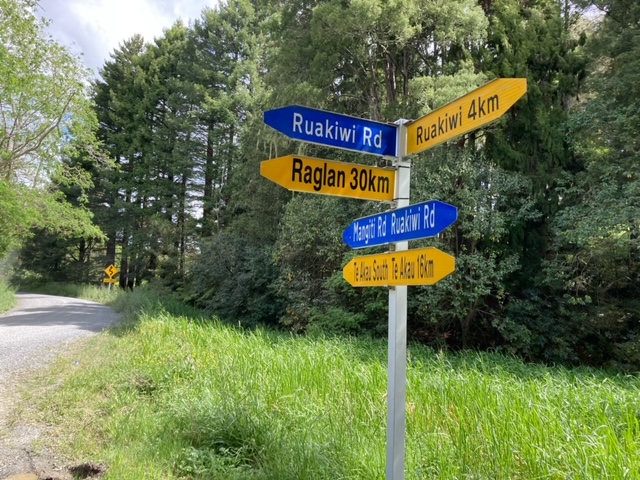 Ruakiwi Rd
Ruakiwi 4km
Raglan 30km
Mangiti Rd Ruakiwi Rd
Te Akau South Te Akau 16km